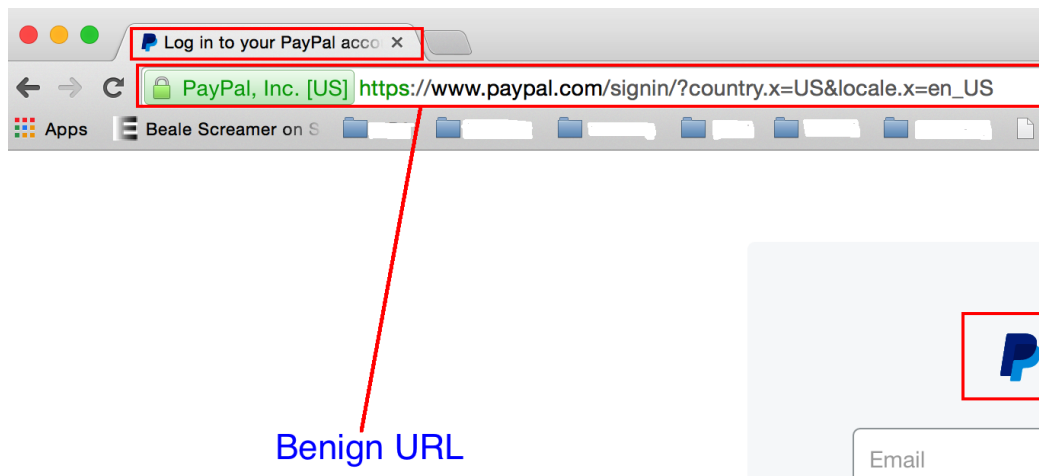 Log in to your PayPal acco
PayPal, Inc. [US] https://www.paypal.com/signin/?country.x=US&locale.x=en_US
Apps Beale Screamer on S
Benign URL
Email